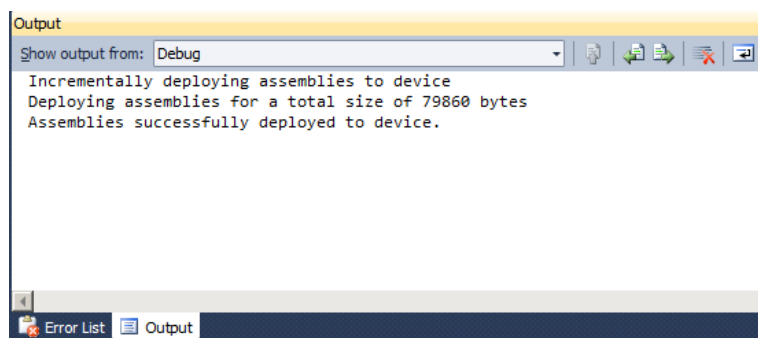 Output
Show output from: Debug
Incrementally deploying assemblies to device
Deploying assemblies for a total size of 79860 bytes
Assemblies successfully deployed to device.
Error List Output